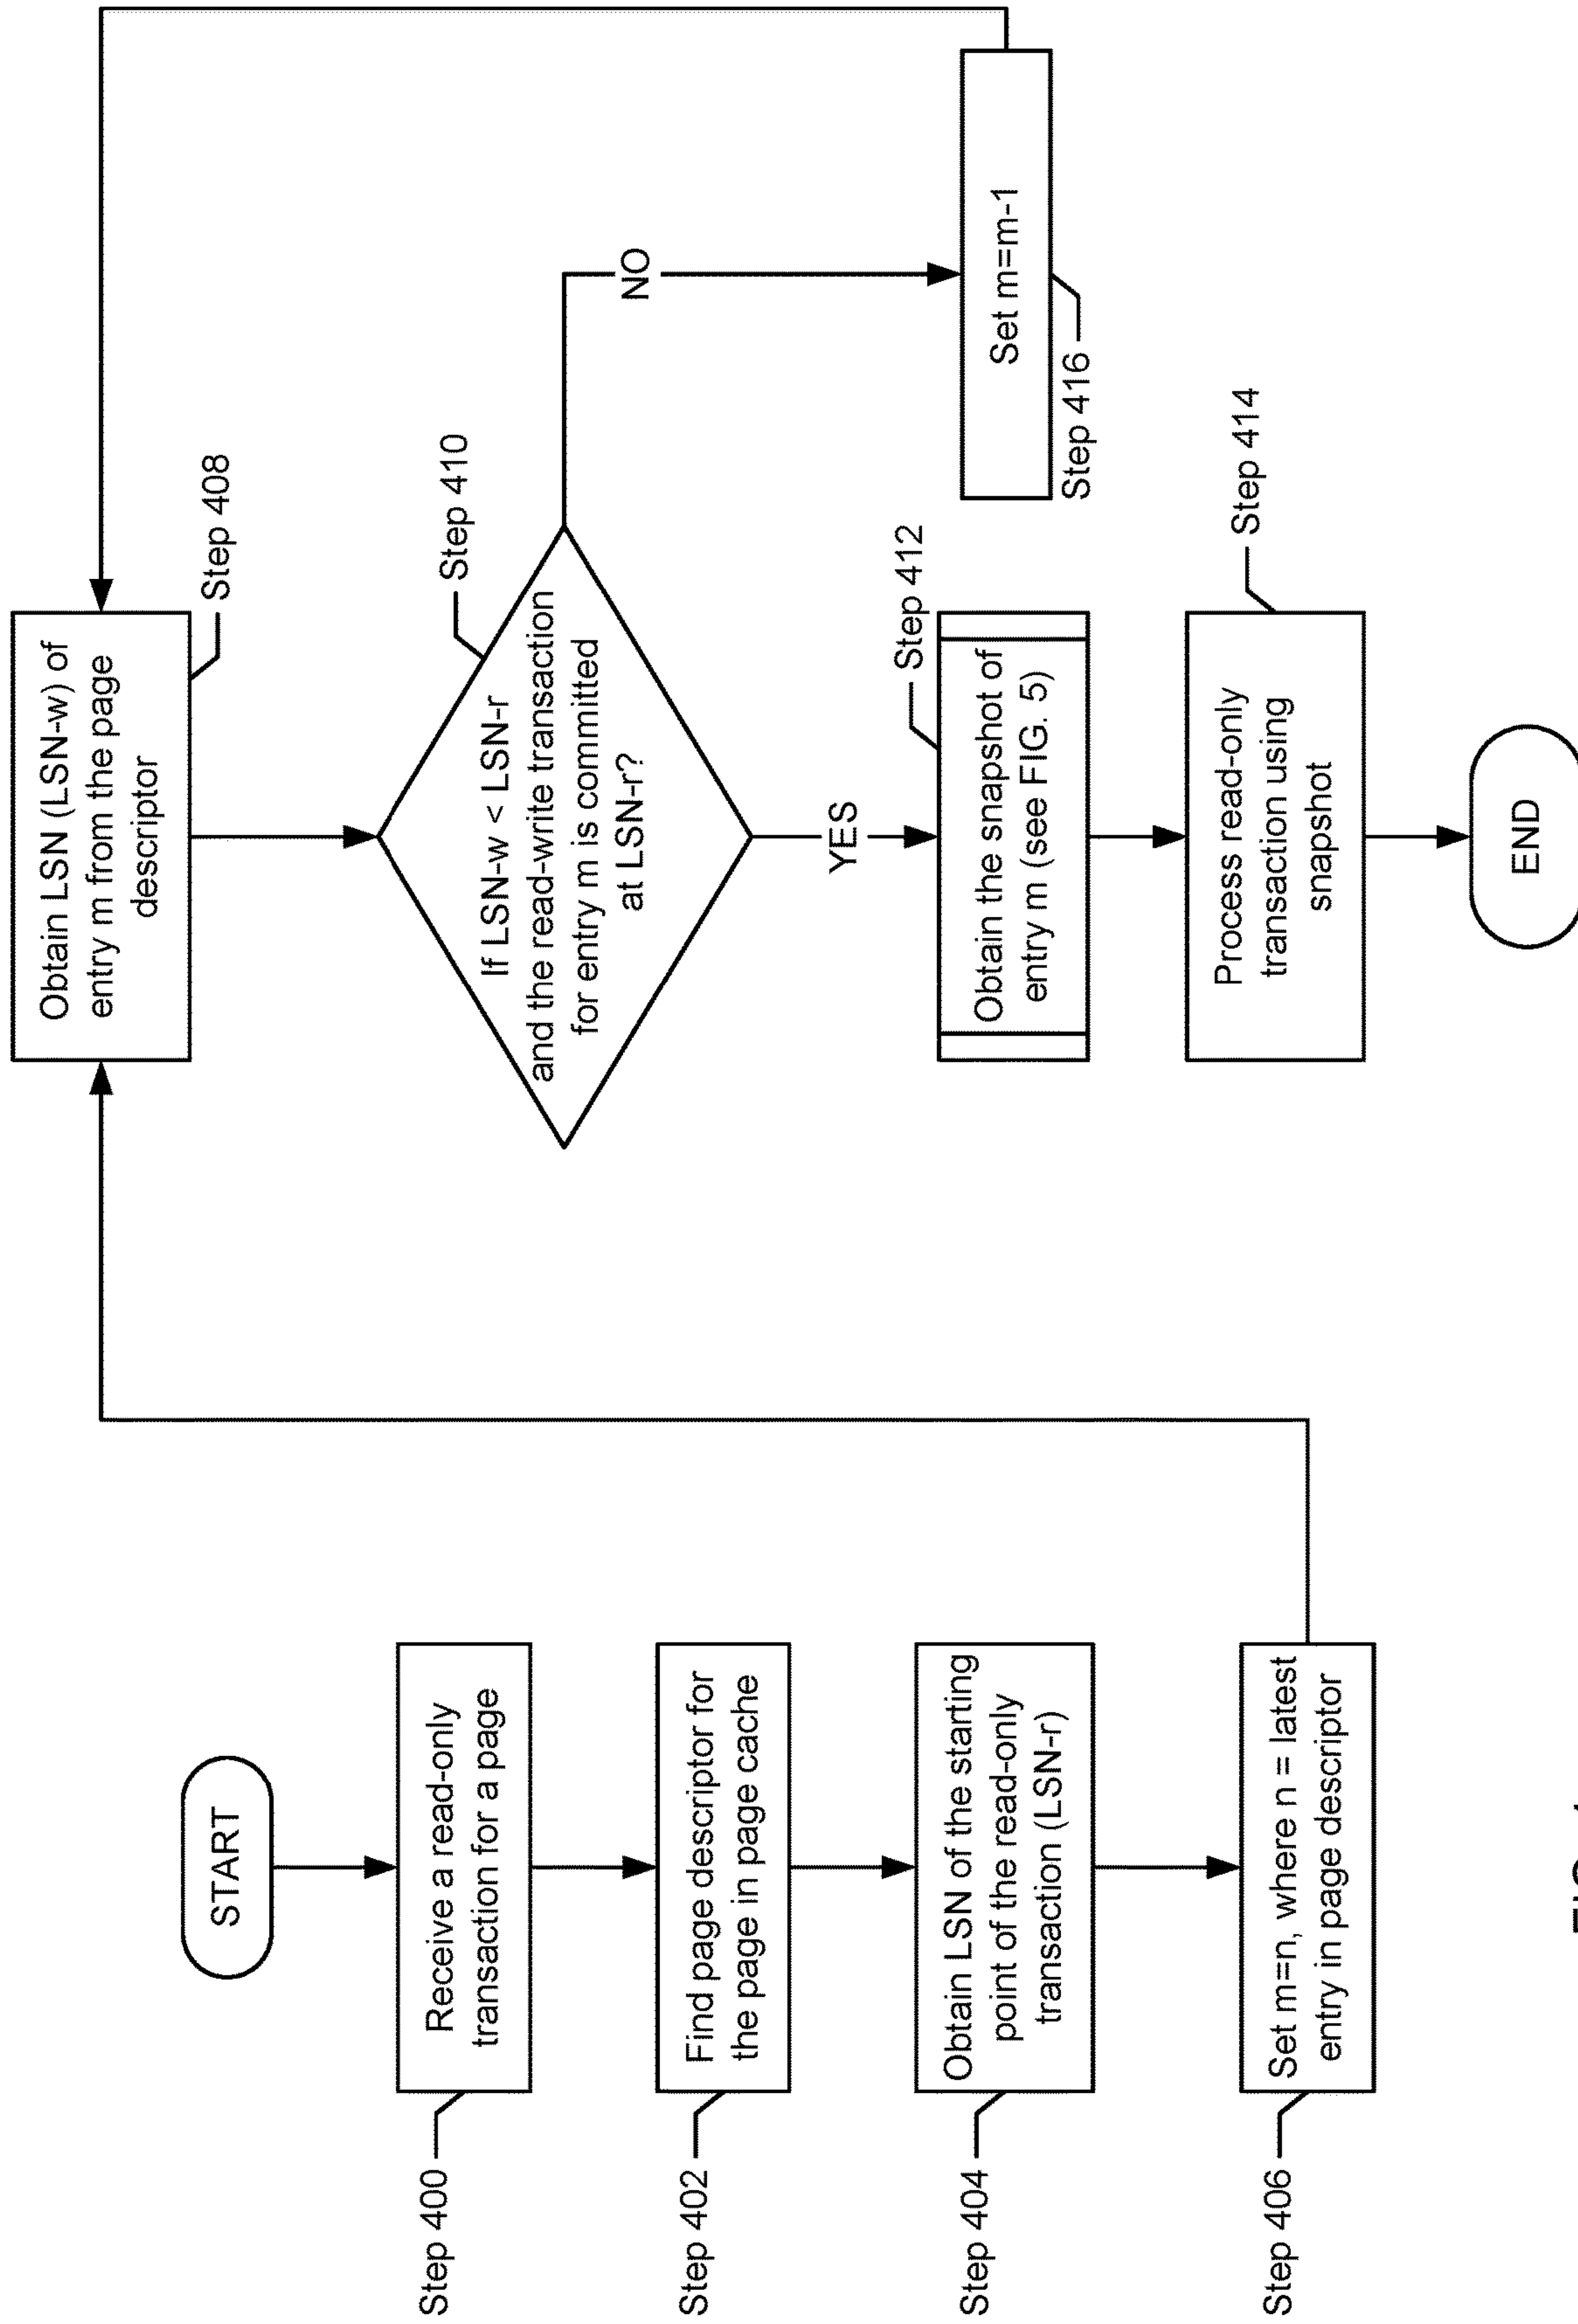 START
Receive a read-only
transaction for a page
Step 400
Find page descriptor for
the page in page cache
Step 402
Obtain LSN of the starting
point of the read-only
transaction (LSN-r)
Step 404
Set m=n, where n = latest
entry in page descriptor
Step 406
Obtain LSN (LSN-w) of
entry m from the page
descriptor
Step 408
If LSN-w < LSN-r
and the read-write transaction
for entry m is committed
at LSN-r?
Step 410
NO
YES
Set m=m-1
Step 416
Obtain the snapshot of
entry m (see FIG. 5)
Step 412
Process read-only
transaction using
snapshot
Step 414
END